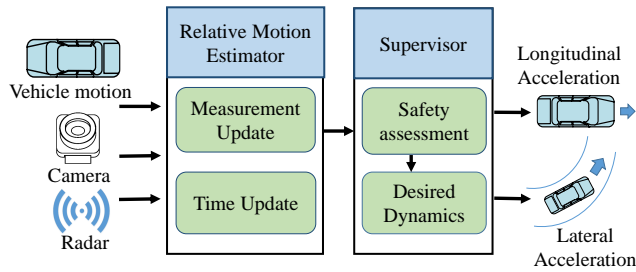 Vehicle motion
Camera
Radar
Relative Motion
Estimator
Measurement
Update
Time Update
Supervisor
Safety
assessment
Desired
Dynamics
Longitudinal
Acceleration
Lateral
Acceleration